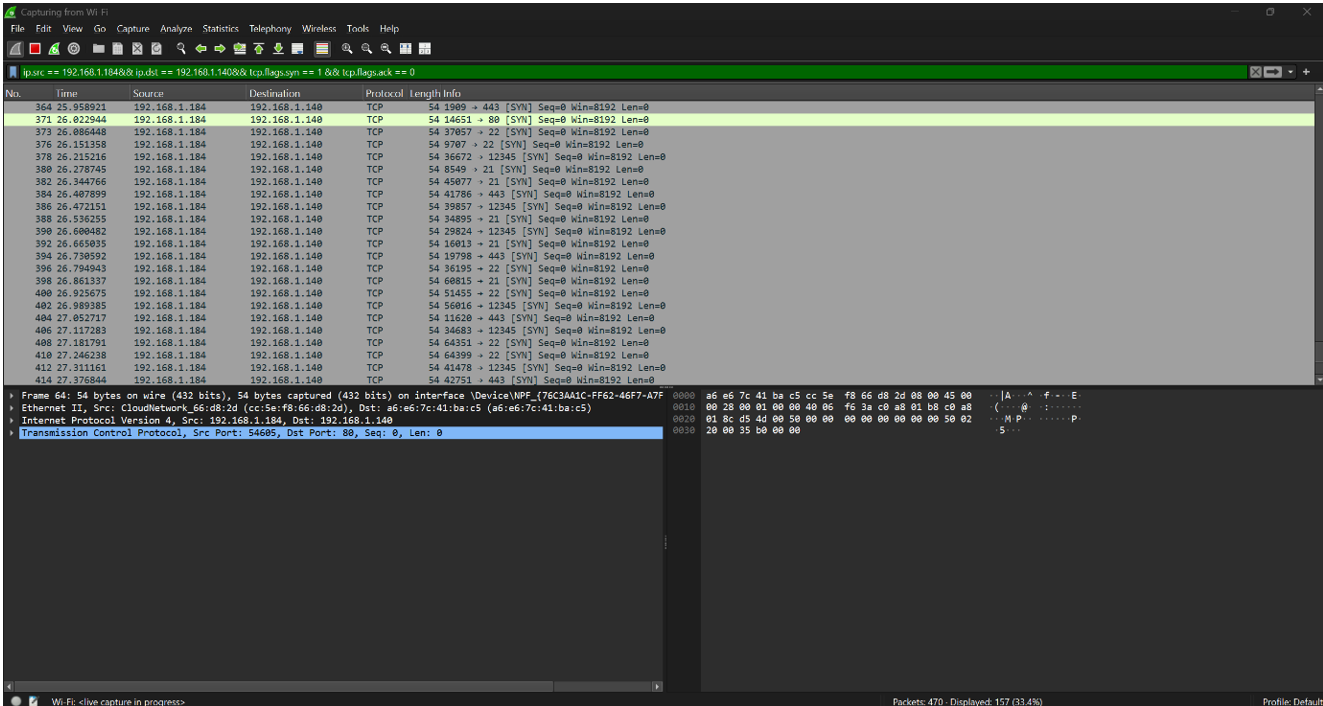 Capturing from Wi-Fi
File Edit View Go Capture Analyze Statistics Telephony Wireless Tools Help
ip.src == 192.168.1.184&& ip.dst == 192.168.1.140&& tcp.flags.syn == 1 && tcp.flags.ack == 0
No. Time Source Destination Protocol Length Info
364 25.958921 192.168.1.184 192.168.1.140 TCP 54 1909 → 443 [SYN] Seq=0 Win=8192 Len=0
371 26.022944 192.168.1.184 192.168.1.140 TCP 54 14651 → 80 [SYN] Seq=0 Win=8192 Len=0
373 26.086448 192.168.1.184 192.168.1.140 TCP 54 37057 → 22 [SYN] Seq=0 Win=8192 Len=0
376 26.151358 192.168.1.184 192.168.1.140 TCP 54 9707 → 22 [SYN] Seq=0 Win=8192 Len=0
378 26.215216 192.168.1.184 192.168.1.140 TCP 54 36672 → 12345 [SYN] Seq=0 Win=8192 Len=0
380 26.278745 192.168.1.184 192.168.1.140 TCP 54 8549 → 21 [SYN] Seq=0 Win=8192 Len=0
382 26.344766 192.168.1.184 192.168.1.140 TCP 54 45077 → 21 [SYN] Seq=0 Win=8192 Len=0
384 26.407899 192.168.1.184 192.168.1.140 TCP 54 41786 → 443 [SYN] Seq=0 Win=8192 Len=0
386 26.472151 192.168.1.184 192.168.1.140 TCP 54 39857 → 12345 [SYN] Seq=0 Win=8192 Len=0
388 26.536255 192.168.1.184 192.168.1.140 TCP 54 34895 → 21 [SYN] Seq=0 Win=8192 Len=0
390 26.600482 192.168.1.184 192.168.1.140 TCP 54 29824 → 12345 [SYN] Seq=0 Win=8192 Len=0
392 26.665035 192.168.1.184 192.168.1.140 TCP 54 16013 → 21 [SYN] Seq=0 Win=8192 Len=0
394 26.730592 192.168.1.184 192.168.1.140 TCP 54 19798 → 443 [SYN] Seq=0 Win=8192 Len=0
396 26.794943 192.168.1.184 192.168.1.140 TCP 54 36195 → 22 [SYN] Seq=0 Win=8192 Len=0
398 26.861337 192.168.1.184 192.168.1.140 TCP 54 60815 → 21 [SYN] Seq=0 Win=8192 Len=0
400 26.925675 192.168.1.184 192.168.1.140 TCP 54 51455 → 22 [SYN] Seq=0 Win=8192 Len=0
402 26.989385 192.168.1.184 192.168.1.140 TCP 54 56016 → 12345 [SYN] Seq=0 Win=8192 Len=0
404 27.052717 192.168.1.184 192.168.1.140 TCP 54 11620 → 443 [SYN] Seq=0 Win=8192 Len=0
406 27.117283 192.168.1.184 192.168.1.140 TCP 54 34683 → 12345 [SYN] Seq=0 Win=8192 Len=0
408 27.181791 192.168.1.184 192.168.1.140 TCP 54 64351 → 22 [SYN] Seq=0 Win=8192 Len=0
410 27.246238 192.168.1.184 192.168.1.140 TCP 54 64399 → 22 [SYN] Seq=0 Win=8192 Len=0
412 27.311161 192.168.1.184 192.168.1.140 TCP 54 41478 → 12345 [SYN] Seq=0 Win=8192 Len=0
414 27.376844 192.168.1.184 192.168.1.140 TCP 54 42751 → 443 [SYN] Seq=0 Win=8192 Len=0
Frame 64: 54 bytes on wire (432 bits), 54 bytes captured (432 bits) on interface \Device\NPF_{76C3AA1C-FF62-46F7-A7F
Ethernet II, Src: CloudNetwork_66:d8:2d (cc:5e:f8:66:d8:2d), Dst: a6:e6:7c:41:ba:c5 (a6:e6:7c:41:ba:c5)
Internet Protocol Version 4, Src: 192.168.1.184, Dst: 192.168.1.140
Transmission Control Protocol, Src Port: 54605, Dst Port: 80, Seq: 0, Len: 0
0000 a6 e6 7c 41 ba c5 cc 5e f8 66 d8 2d 08 00 45 00 ··|A···^ ·f·-··E·
0010 00 28 00 01 00 00 40 06 f6 3a c0 a8 01 b8 c0 a8 ·(····@· ·:······
0020 01 8c d5 4d 00 50 00 00 00 00 00 00 00 00 50 02 ···M·P·· ······P·
0030 20 00 35 b0 00 00 ·5···
Wi-Fi: <live capture in progress>
Packets: 470 · Displayed: 157 (33.4%)
Profile: Default